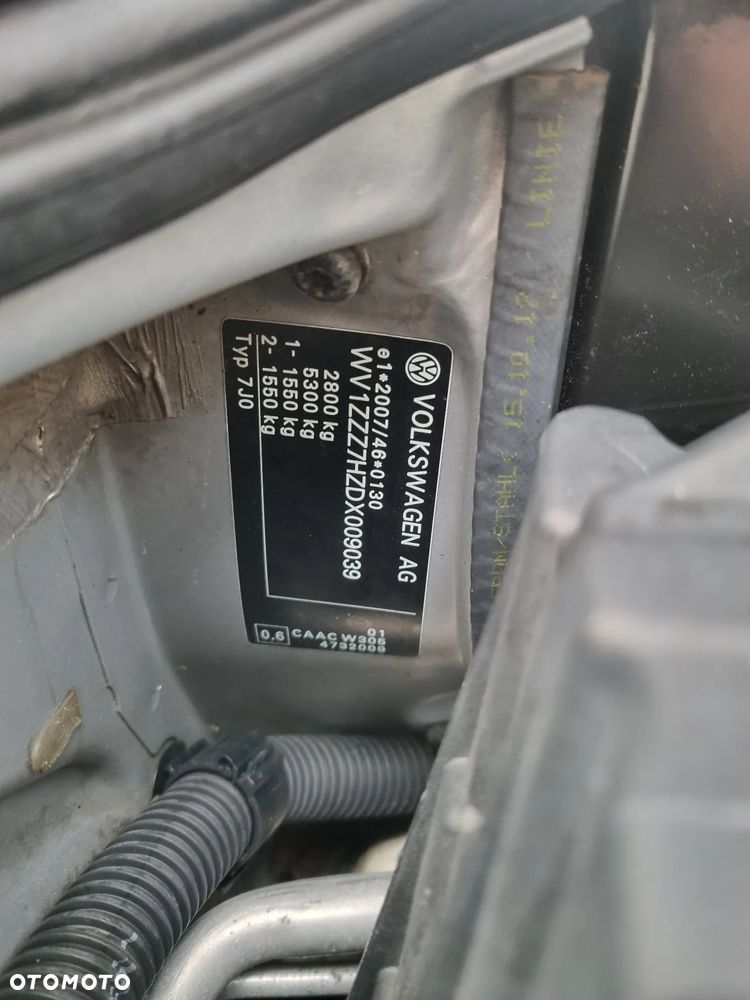 VOLKSWAGEN AG
e1*2007/46*0130
WV1ZZZ7HZDX009039
2800 kg
5300 kg
1- 1550 kg
2- 1550 kg
Typ 7J0
01
0.6 CAAC W306
4732009
OTOMOTO